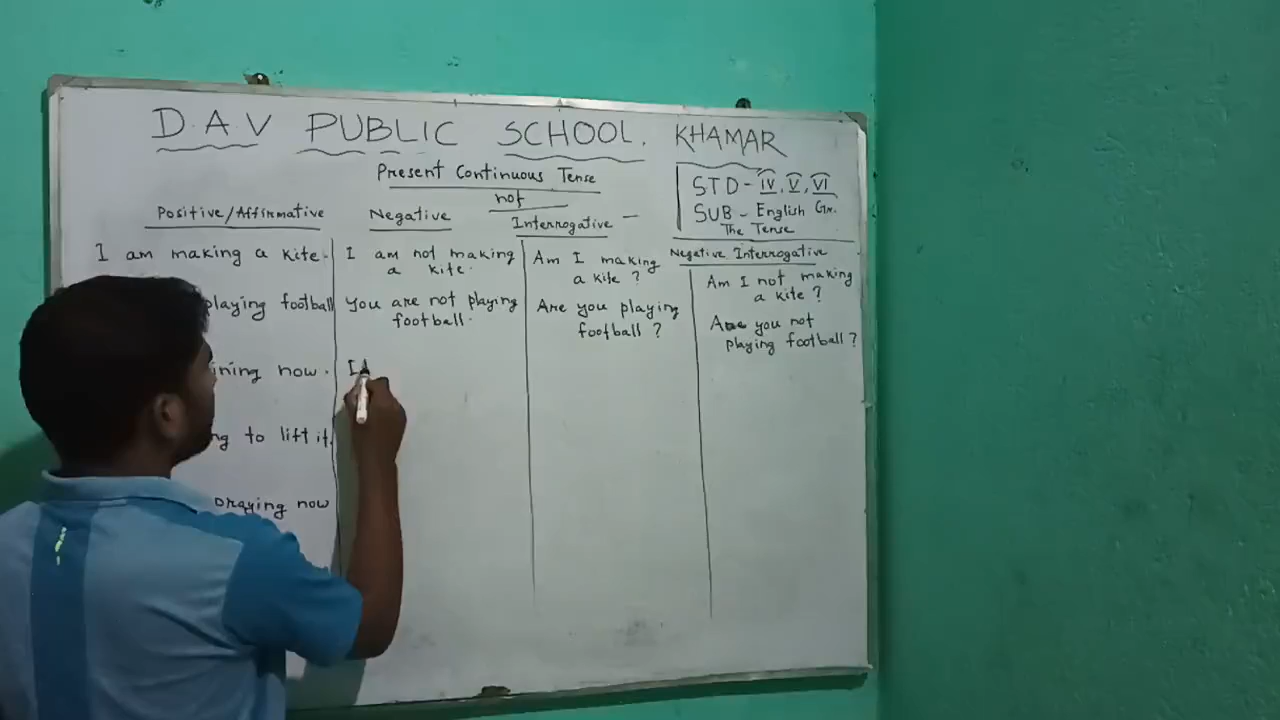 D.A.V PUBLIC SCHOOL. KHAMAR
Present Continuous Tense
not
STD - IV, V, VI
SUB - English Gr.
The Tense
Positive/Affirmative
I am making a kite.
playing football
ining now.
ng to lift it.
praying now
Negative
I am not making
a kite.
You are not playing
football.
It
Interrogative
Am I making
a kite ?
Are you playing
football ?
Negative Interrogative
Am I not making
a kite ?
Are you not
playing football ?